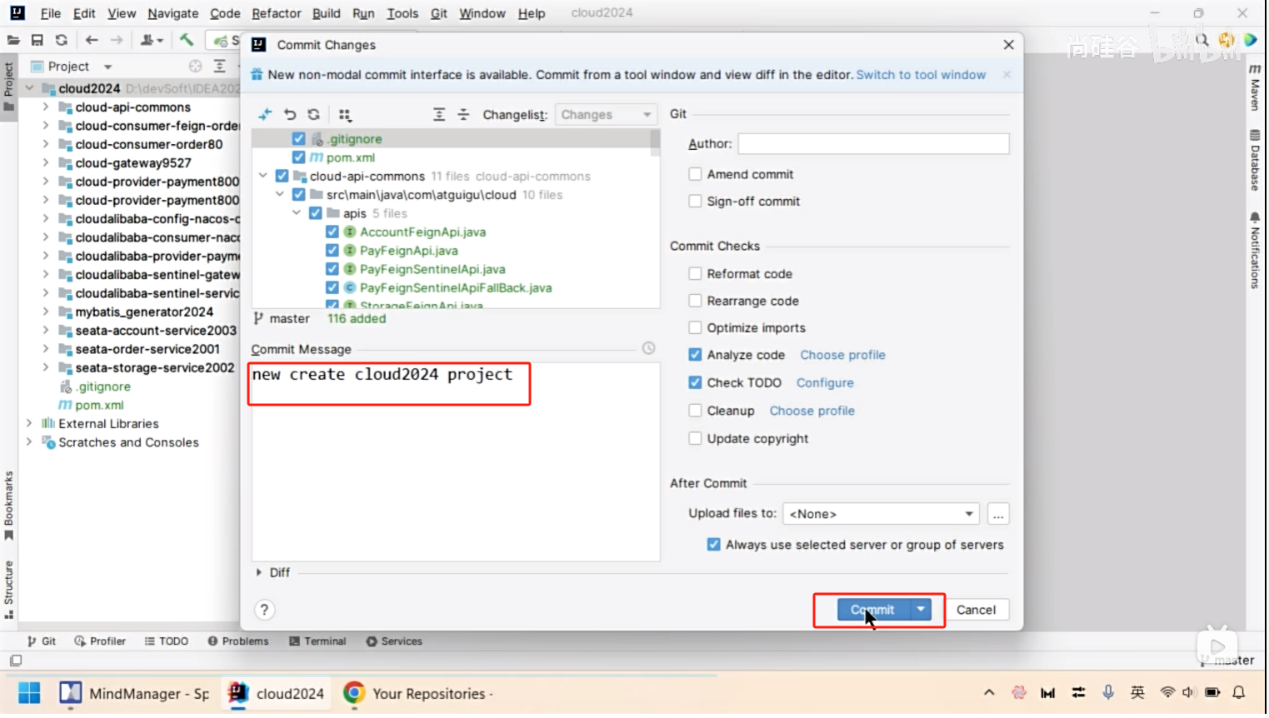 File Edit View Navigate Code Refactor Build Run Tools Git Window Help cloud2024
尚硅谷 bilibili
Project
cloud2024 D:\devSoft\IDEA202
cloud-api-commons
cloud-consumer-feign-orde
cloud-consumer-order80
cloud-gateway9527
cloud-provider-payment800
cloud-provider-payment800
cloudalibaba-config-nacos-c
cloudalibaba-consumer-naco
cloudalibaba-provider-payme
cloudalibaba-sentinel-gatew
cloudalibaba-sentinel-servic
mybatis_generator2024
seata-account-service2003
seata-order-service2001
seata-storage-service2002
.gitignore
pom.xml
External Libraries
Scratches and Consoles
Project
Bookmarks
Structure
Commit Changes
New non-modal commit interface is available. Commit from a tool window and view diff in the editor. Switch to tool window
Changelist: Changes
.gitignore
pom.xml
cloud-api-commons 11 files cloud-api-commons
src\main\java\com\atguigu\cloud 10 files
apis 5 files
AccountFeignApi.java
PayFeignApi.java
PayFeignSentinelApi.java
PayFeignSentinelApiFallBack.java
StorageFeignApi.java
master 116 added
Commit Message
new create cloud2024 project
Diff
?
Git
Author:
Amend commit
Sign-off commit
Commit Checks
Reformat code
Rearrange code
Optimize imports
Analyze code Choose profile
Check TODO Configure
Cleanup Choose profile
Update copyright
After Commit
Upload files to: <None> ...
Always use selected server or group of servers
Commit Cancel
Maven
Database
Notifications
Git Profiler TODO Problems Terminal Services
master
MindManager - Sp cloud2024 Your Repositories - 英